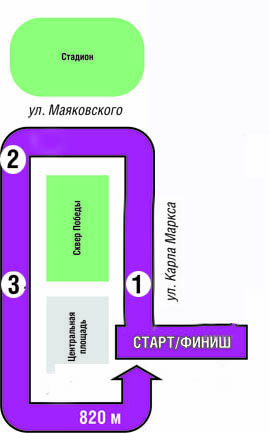 Стадион
ул. Маяковского
2
Сквер Победы
ул. Карла Маркса
3
1
Центральная
площадь
СТАРТ/ФИНИШ
820 м